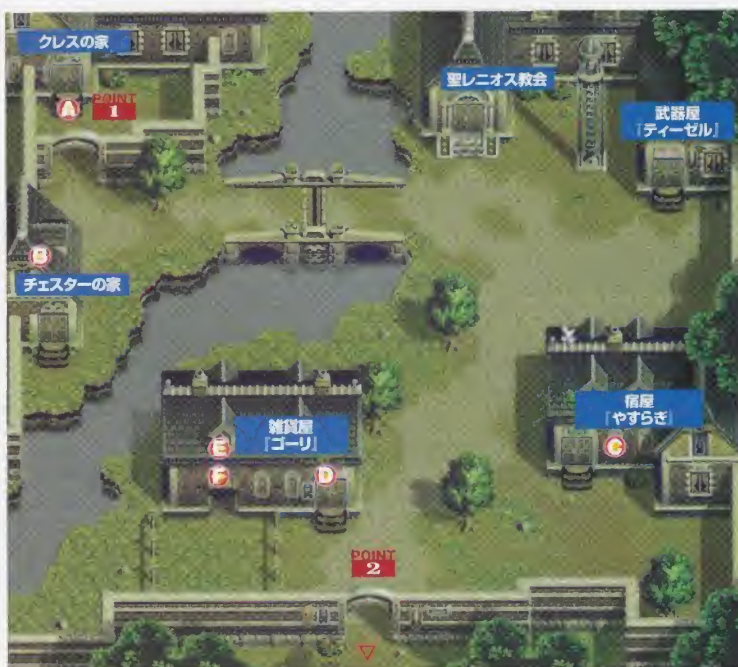 クレスの家
A
POINT
1
聖レニオス教会
武器屋
『ティーゼル』
B
チェスターの家
雑貨屋
『ゴーリ』
E
F
D
宿屋
『やすらぎ』
C
POINT
2